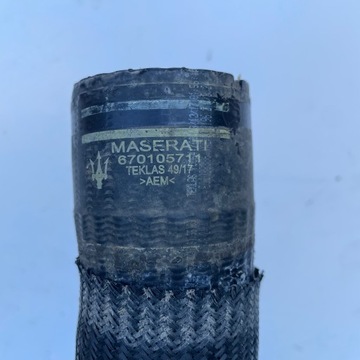 MASERATI
670105711
TEKLAS 49/17
>AEM<